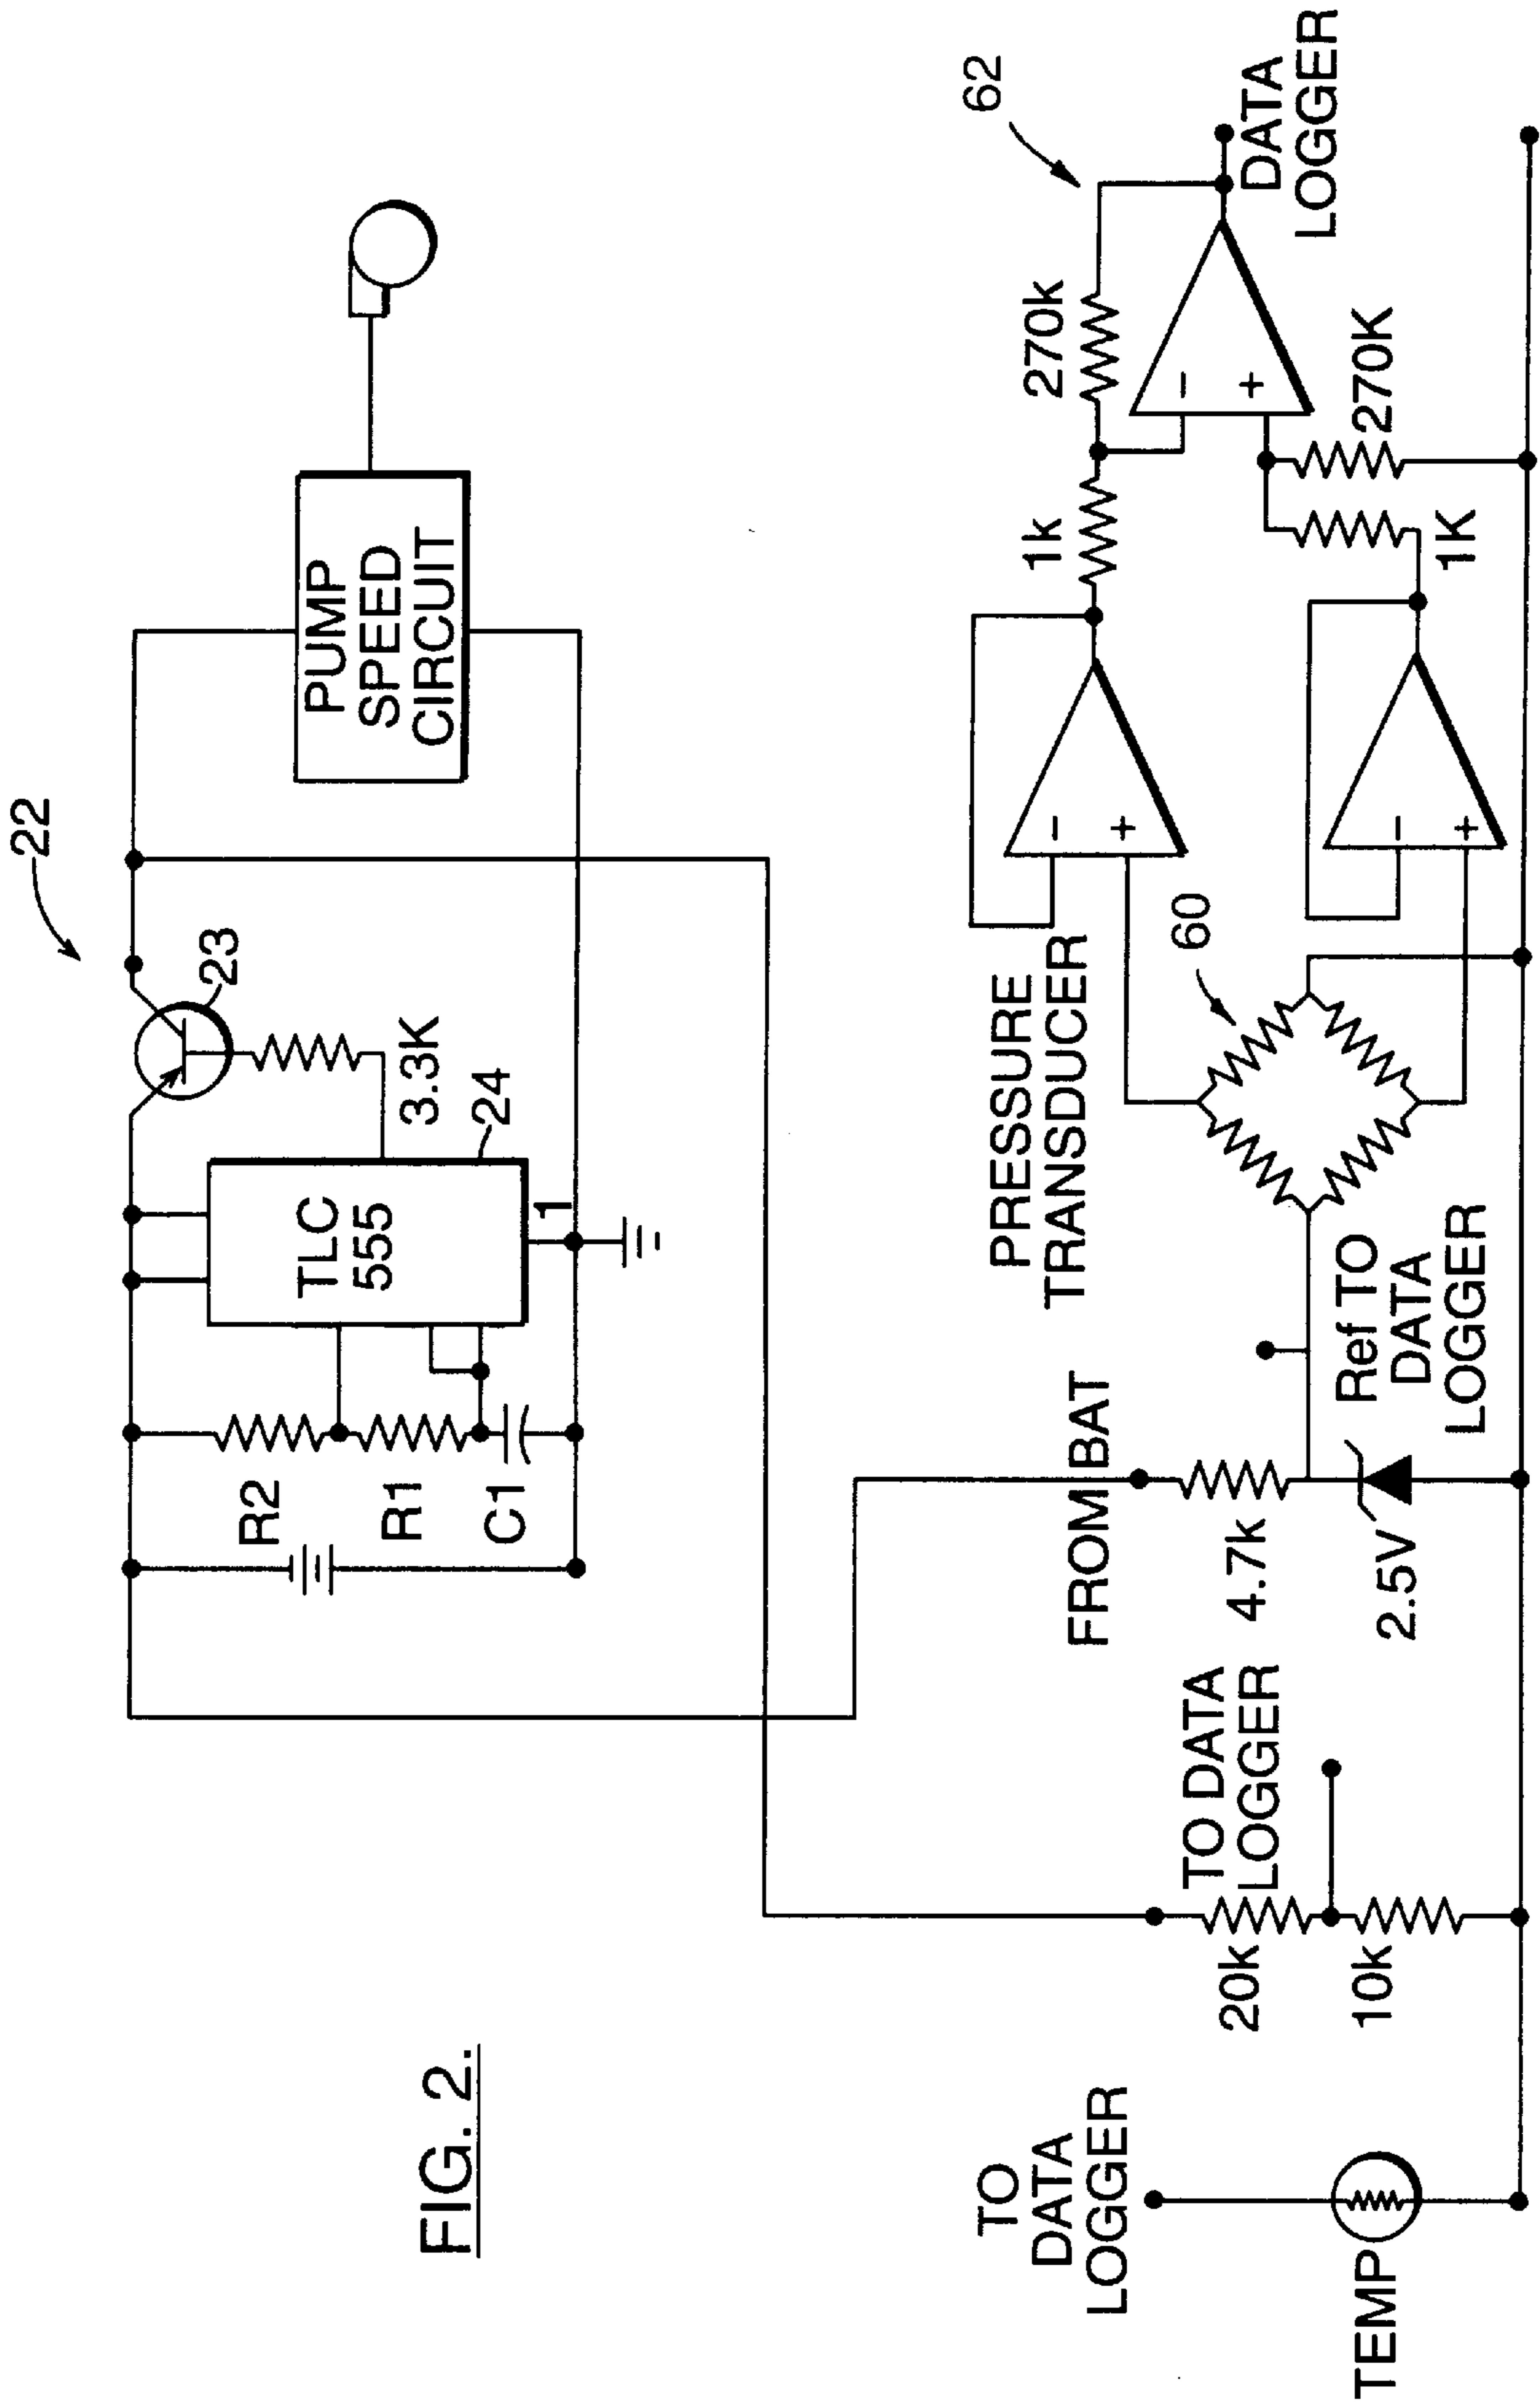 FIG. 2.
22
23
R2
R1
C1
TLC
555
1
24
3.3K
PUMP
SPEED
CIRCUIT
TO
DATA
LOGGER
TEMP
20k
10k
TO DATA
LOGGER
FROM BAT
4.7k
2.5V
Ref TO
DATA
LOGGER
PRESSURE
TRANSDUCER
60
-
+
-
+
1k
1K
270k
270K
-
+
62
DATA
LOGGER